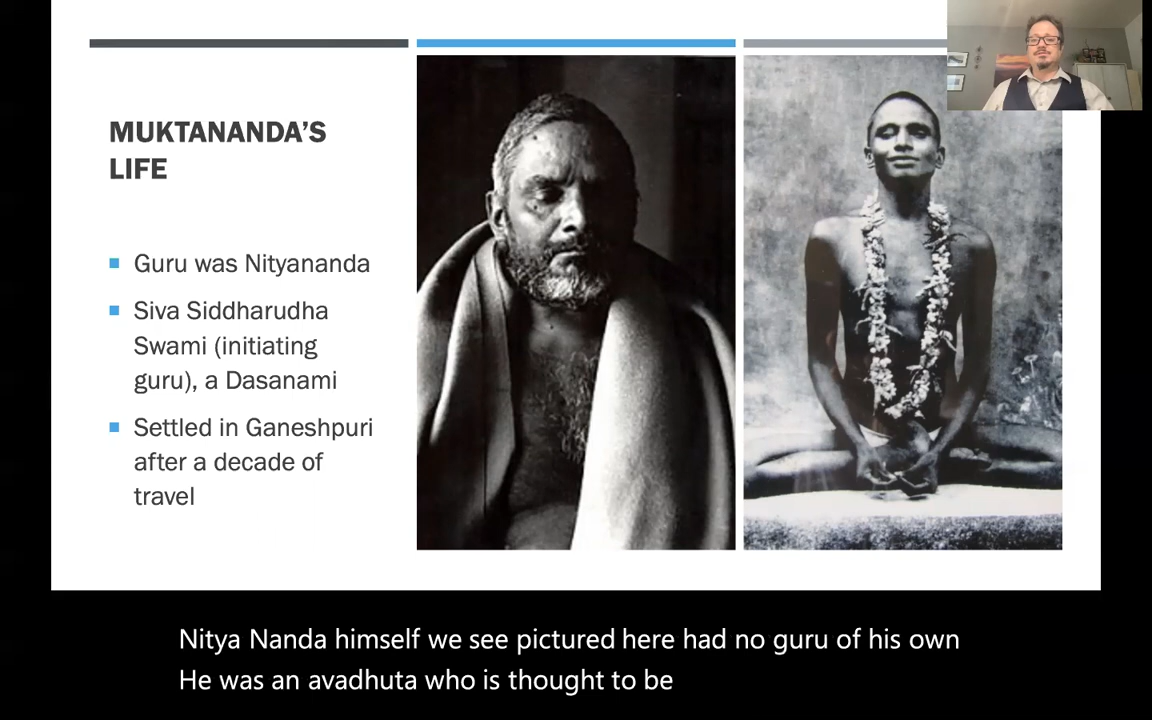 MUKTANANDA’S
LIFE
Guru was Nityananda
Siva Siddharudha
Swami (initiating
guru), a Dasanami
Settled in Ganeshpuri
after a decade of
travel
Nitya Nanda himself we see pictured here had no guru of his own
He was an avadhuta who is thought to be